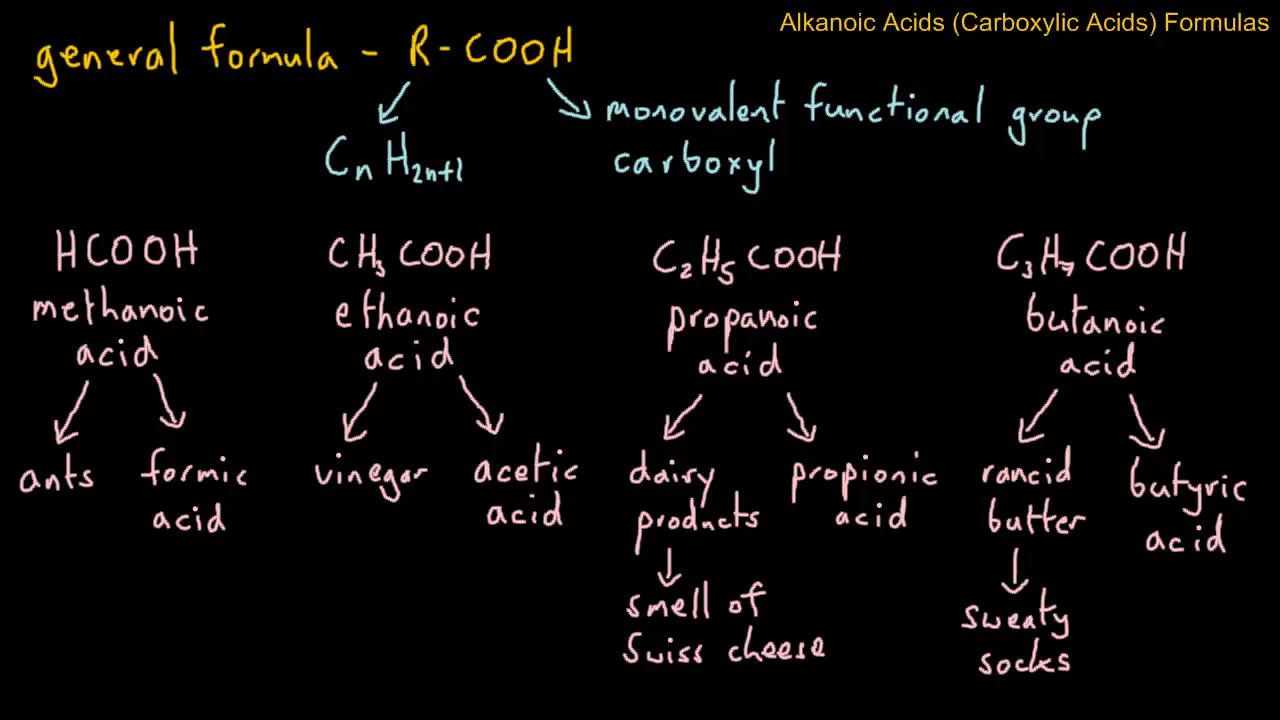 Alkanoic Acids (Carboxylic Acids) Formulas
general formula - R-COOH
CnH2n+1
monovalent functional group
carboxyl
HCOOH
methanoic
acid
ants
formic
acid
CH3COOH
ethanoic
acid
vinegar
acetic
acid
C2H5COOH
propanoic
acid
dairy
products
smell of
Swiss cheese
propionic
acid
C3H7COOH
butanoic
acid
rancid
butter
sweaty
socks
butyric
acid